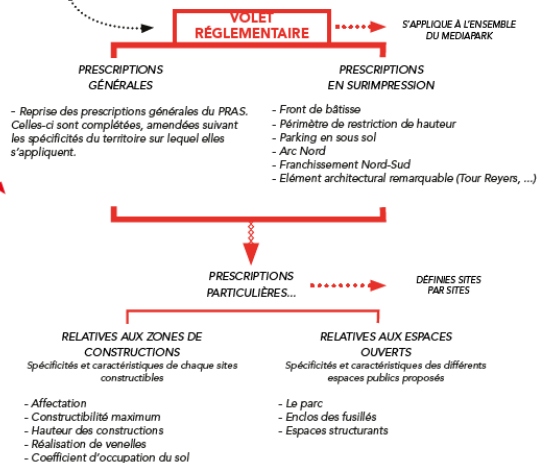 VOLET
RÉGLEMENTAIRE
S'APPLIQUE À L'ENSEMBLE
DU MEDIAPARK
PRESCRIPTIONS
GÉNÉRALES
- Reprise des prescriptions générales du PRAS.
Celles-ci sont complétées, amendées suivant
les spécificités du territoire sur lequel elles
s'appliquent.
PRESCRIPTIONS
EN SURIMPRESSION
- Front de bâtisse
- Périmètre de restriction de hauteur
- Parking en sous sol
- Arc Nord
- Franchissement Nord-Sud
- Elément architectural remarquable (Tour Reyers, ...)
PRESCRIPTIONS
PARTICULIÈRES...
DÉFINIES SITES
PAR SITES
RELATIVES AUX ZONES DE
CONSTRUCTIONS
Spécificités et caractéristiques de chaque sites
constructibles
- Affectation
- Constructibilité maximum
- Hauteur des constructions
- Réalisation de venelles
- Coefficient d'occupation du sol
RELATIVES AUX ESPACES
OUVERTS
Spécificités et caractéristiques des différents
espaces publics proposés
- Le parc
- Enclos des fusillés
- Espaces structurants